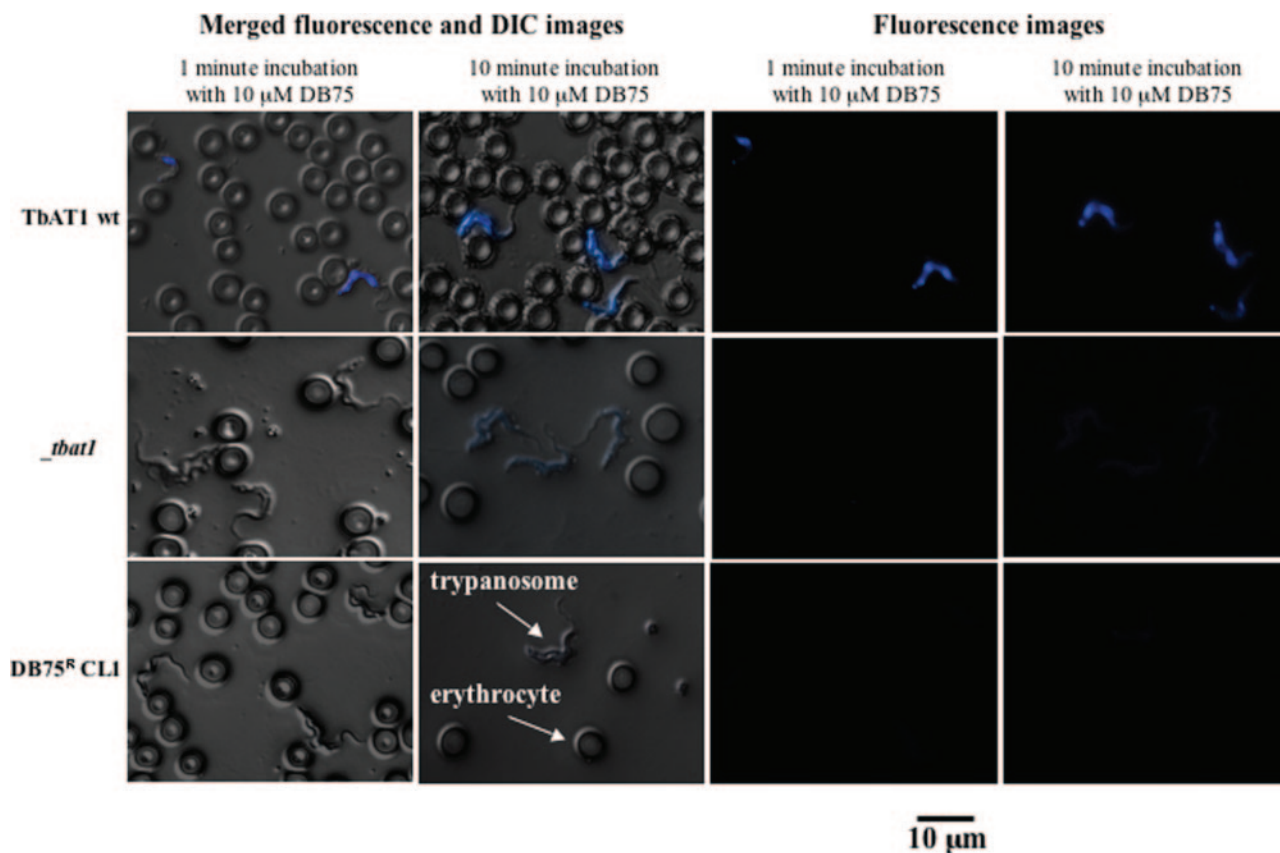 Merged fluorescence and DIC images
Fluorescence images
1 minute incubation
with 10 μM DB75
10 minute incubation
with 10 μM DB75
1 minute incubation
with 10 μM DB75
10 minute incubation
with 10 μM DB75
TbAT1 wt
_tbat1
DB75ᴿ CL1
trypanosome
erythrocyte
10 μm